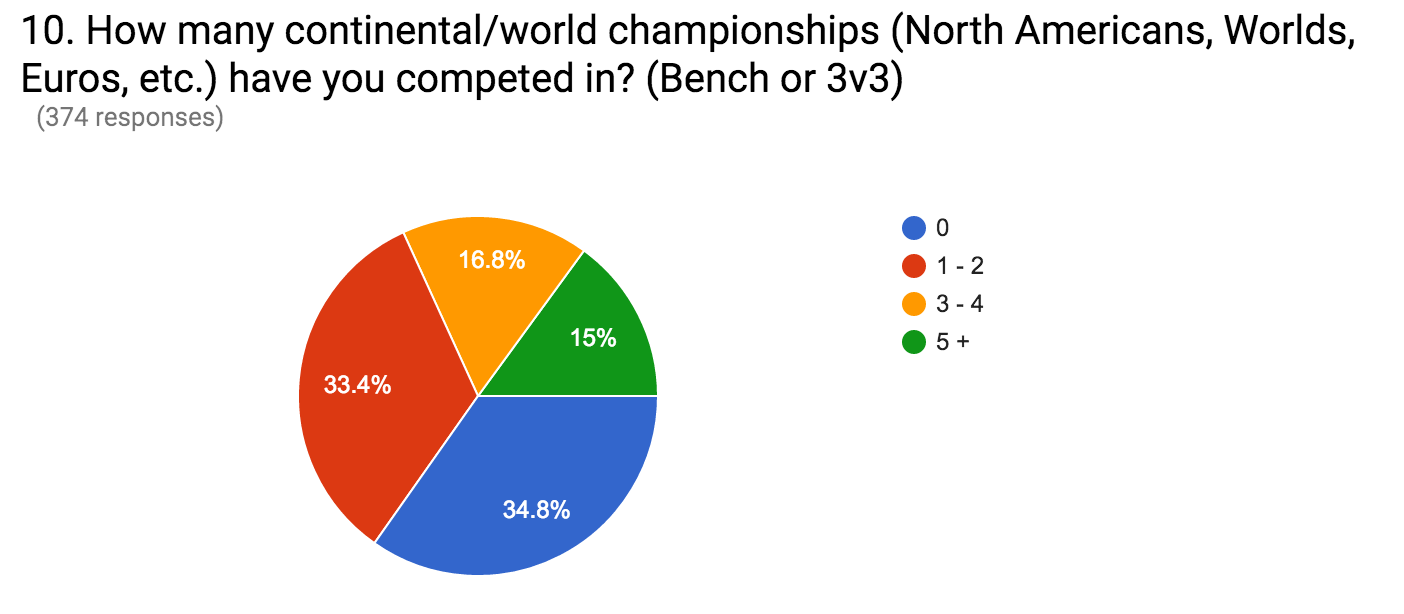 10. How many continental/world championships (North Americans, Worlds,
Euros, etc.) have you competed in? (Bench or 3v3)
(374 responses)
0
1 - 2
3 - 4
5 +
16.8%
15%
33.4%
34.8%